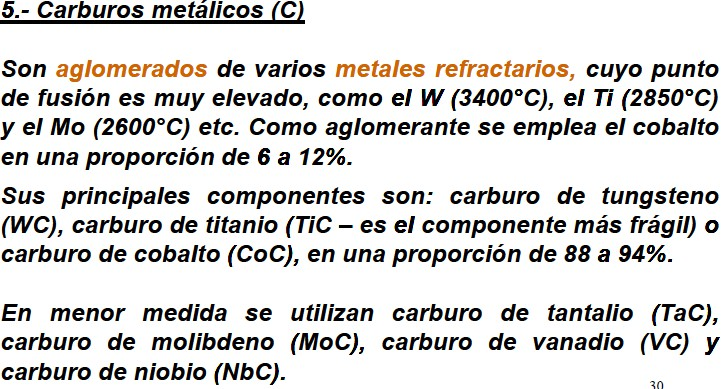 5.- Carburos metálicos (C)
Son aglomerados de varios metales refractarios, cuyo punto
de fusión es muy elevado, como el W (3400°C), el Ti (2850°C)
y el Mo (2600°C) etc. Como aglomerante se emplea el cobalto
en una proporción de 6 a 12%.
Sus principales componentes son: carburo de tungsteno
(WC), carburo de titanio (TiC – es el componente más frágil) o
carburo de cobalto (CoC), en una proporción de 88 a 94%.
En menor medida se utilizan carburo de tantalio (TaC),
carburo de molibdeno (MoC), carburo de vanadio (VC) y
carburo de niobio (NbC).
30